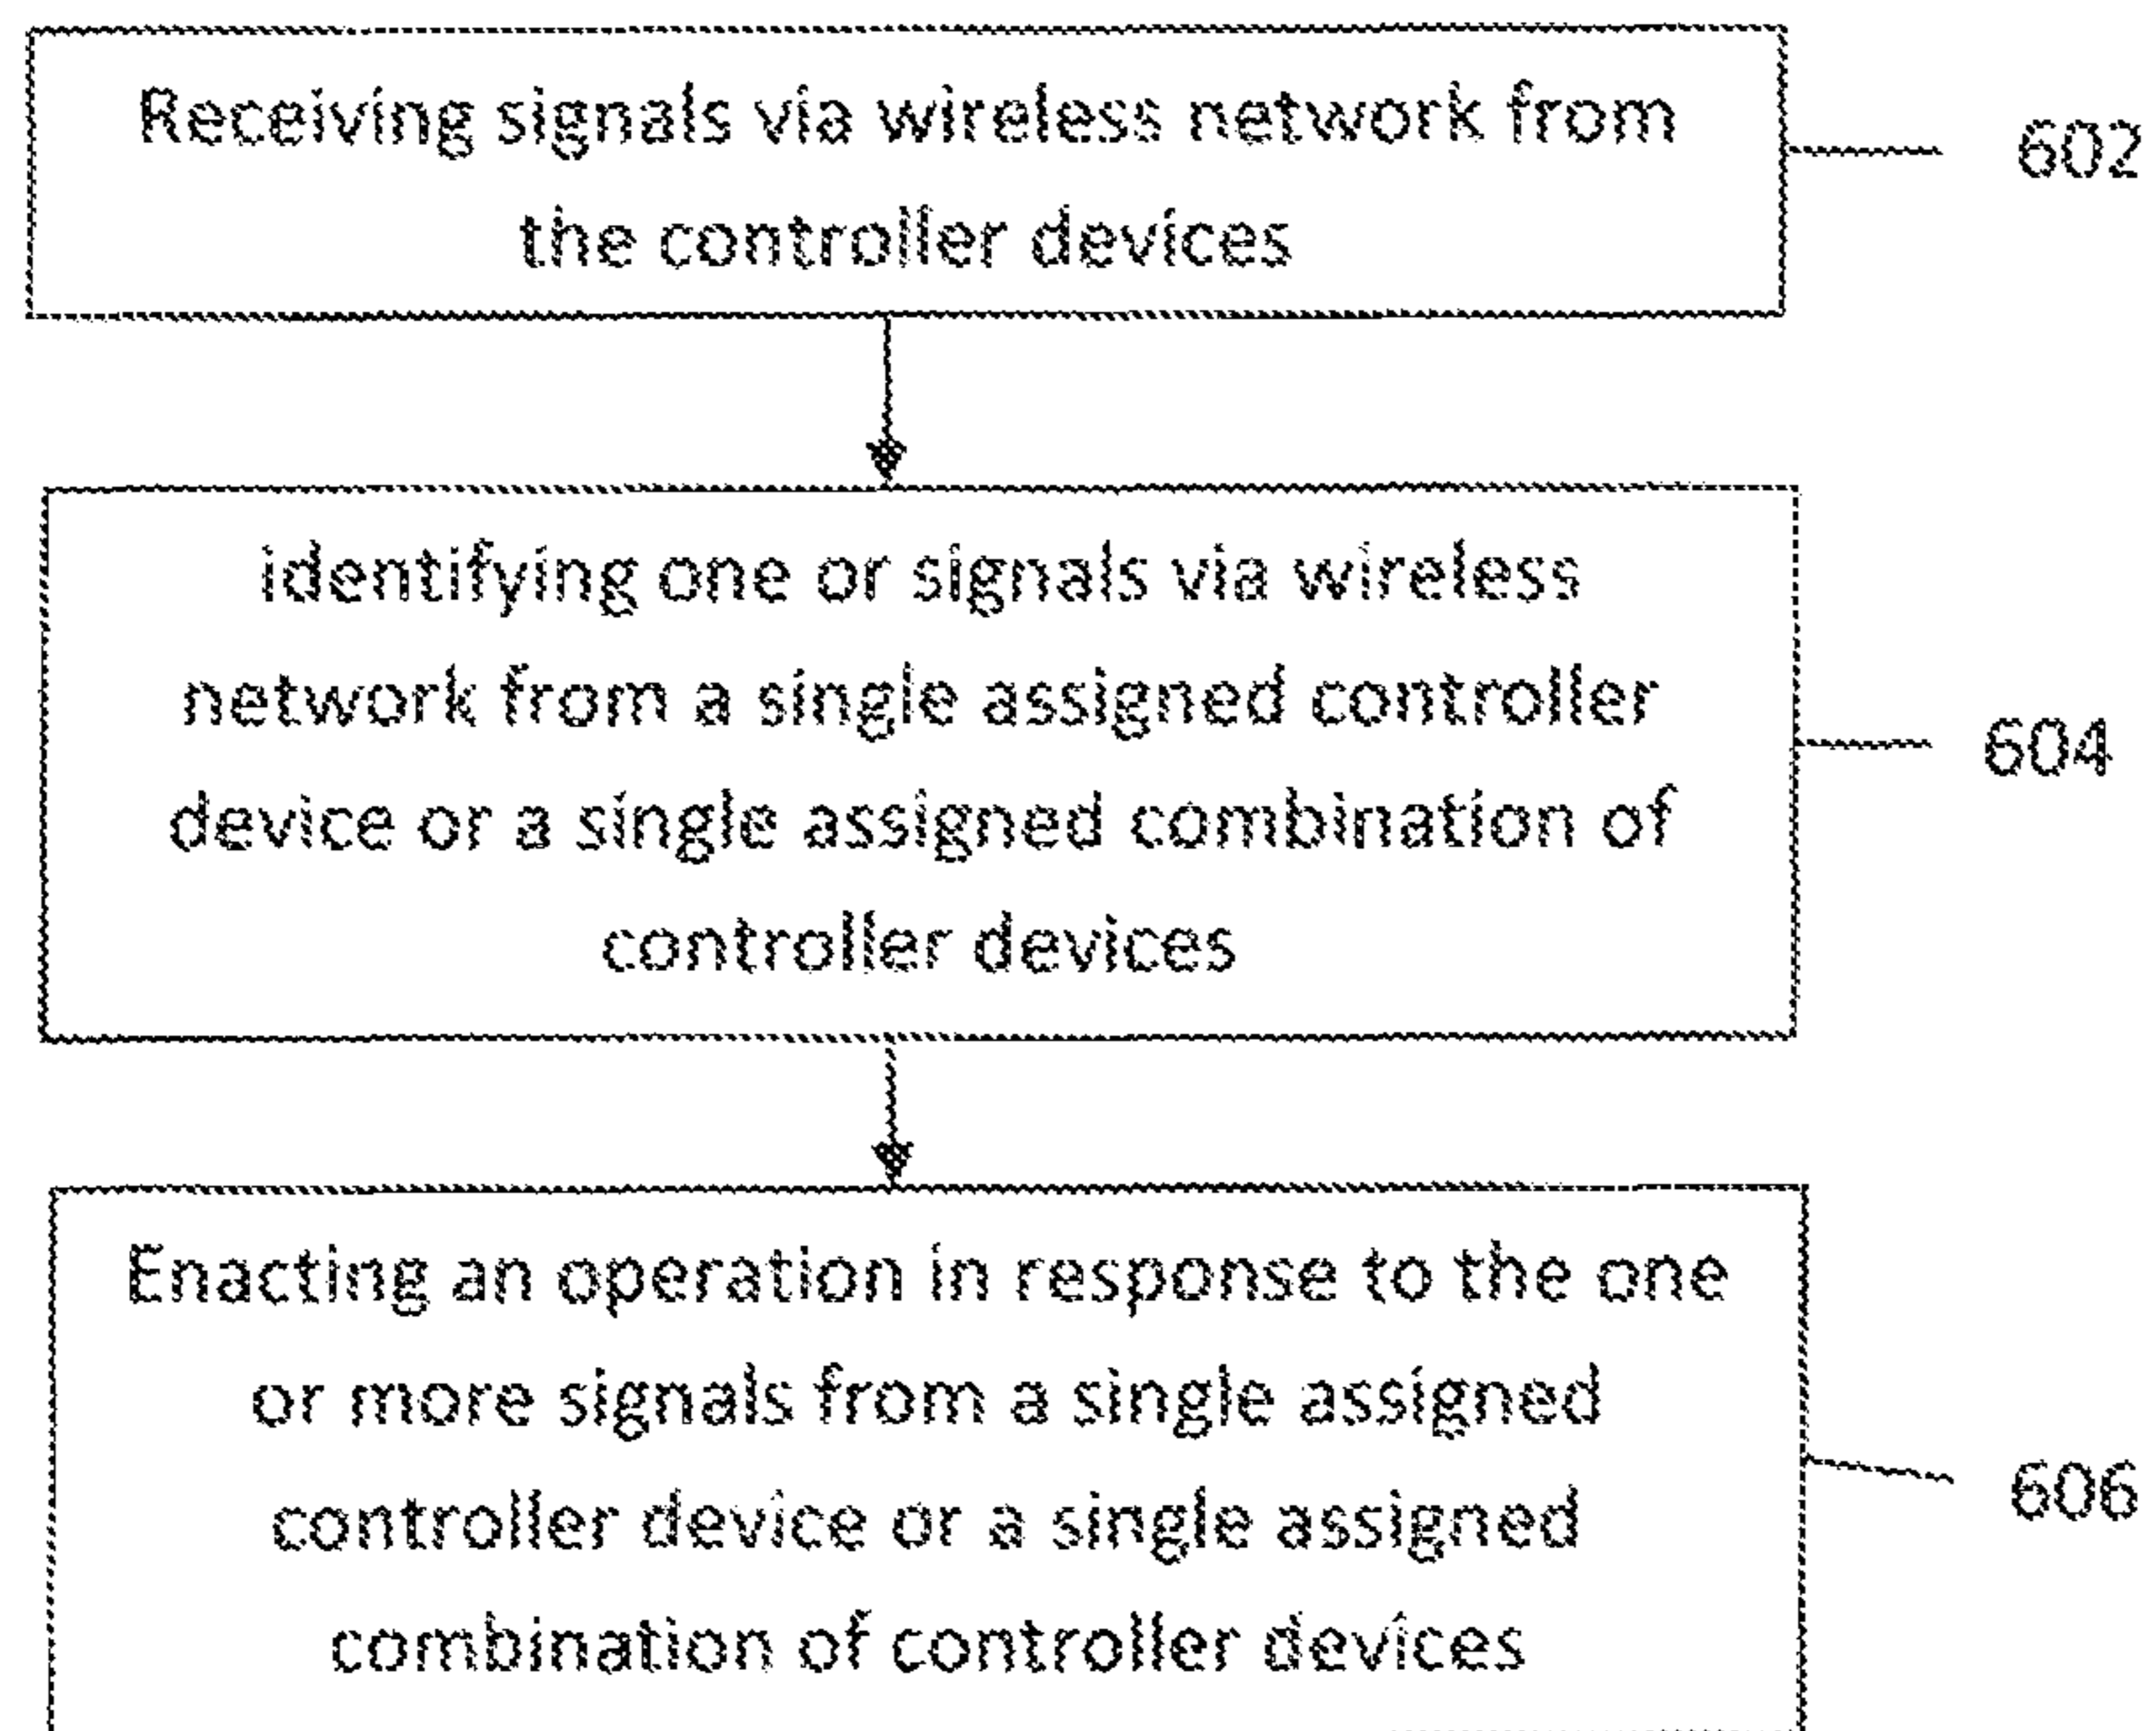 Receiving signals via wireless network from
the controller devices
602
identifying one or signals via wireless
network from a single assigned controller
device or a single assigned combination of
controller devices
604
Enacting an operation in response to the one
or more signals from a single assigned
controller device or a single assigned
combination of controller devices
606